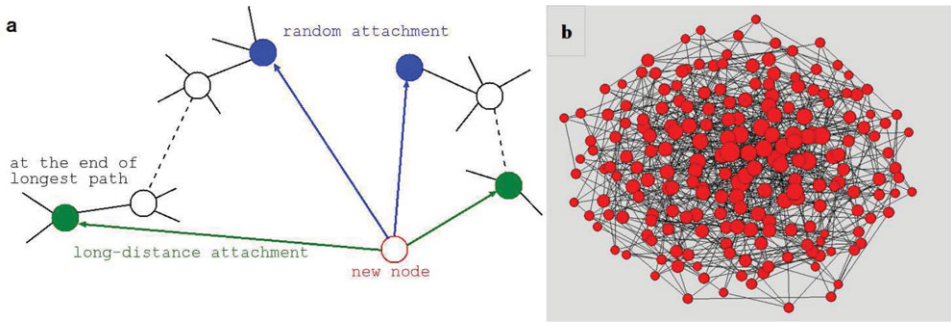 a
random attachment
b
at the end of
longest path
long-distance attachment
new node